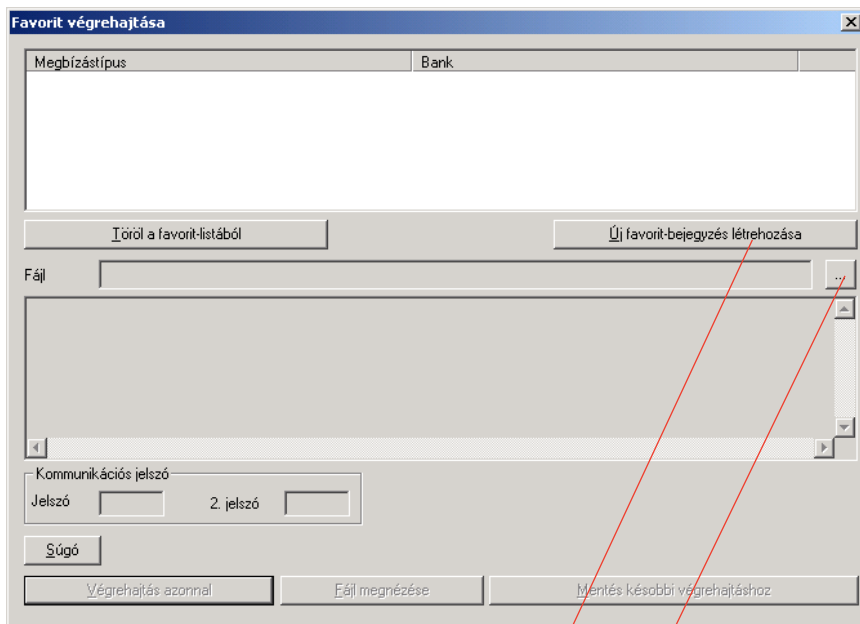 Favorit végrehajtása
Megbízástípus Bank
Töröl a favorit-listából Új favorit-bejegyzés létrehozása
Fájl ...
Kommunikációs jelszó
Jelszó 2. jelszó
Súgó
Végrehajtás azonnal Fájl megnézése Mentés késobbi végrehajtáshoz